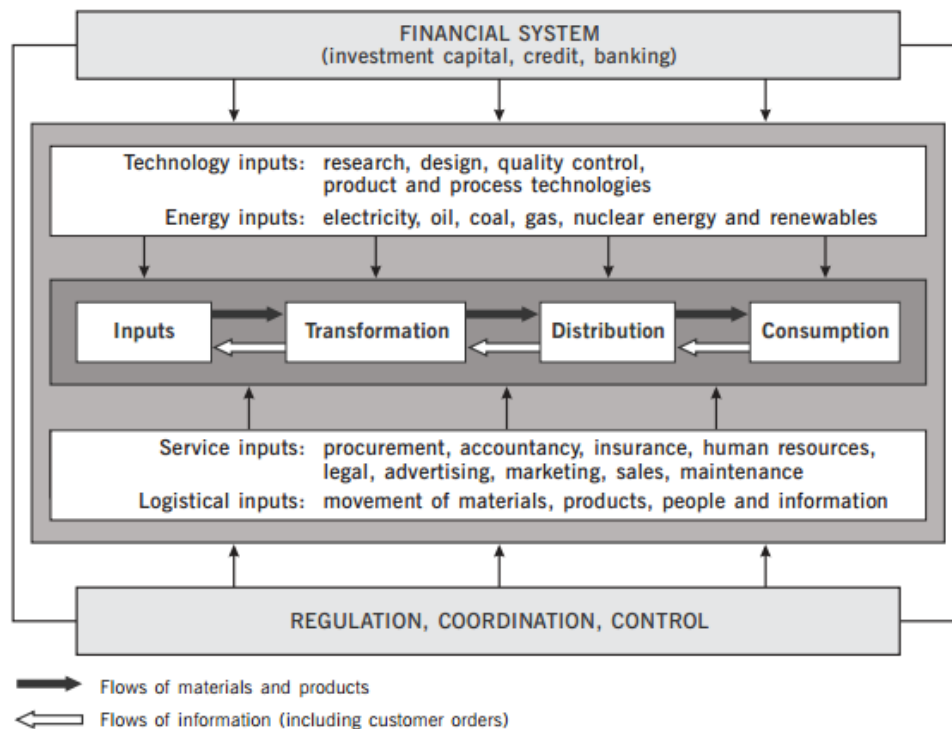 FINANCIAL SYSTEM
(investment capital, credit, banking)
Technology inputs: research, design, quality control,
product and process technologies
Energy inputs: electricity, oil, coal, gas, nuclear energy and renewables
Inputs
Transformation
Distribution
Consumption
Service inputs: procurement, accountancy, insurance, human resources,
legal, advertising, marketing, sales, maintenance
Logistical inputs: movement of materials, products, people and information
REGULATION, COORDINATION, CONTROL
Flows of materials and products
Flows of information (including customer orders)